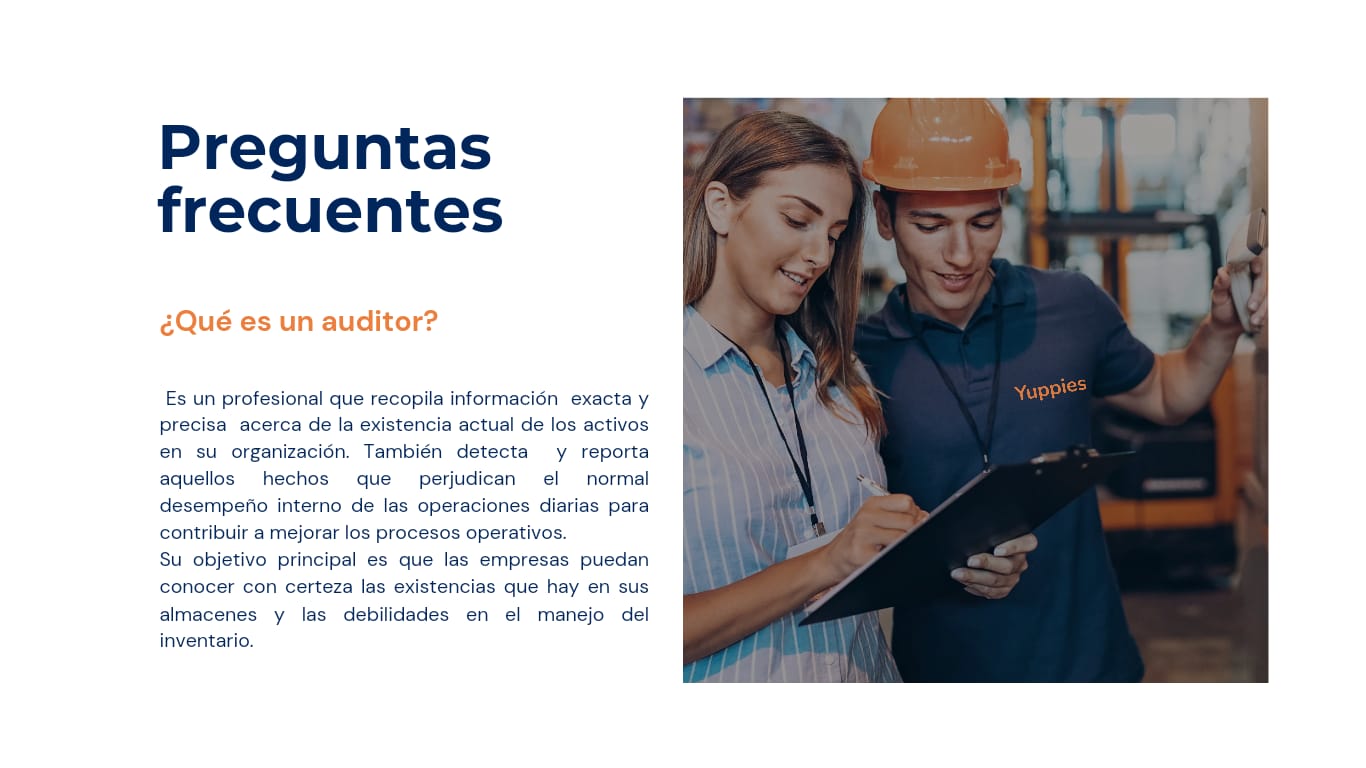 Preguntas
frecuentes
¿Qué es un auditor?
Es un profesional que recopila información exacta y
precisa acerca de la existencia actual de los activos
en su organización. También detecta y reporta
aquellos hechos que perjudican el normal
desempeño interno de las operaciones diarias para
contribuir a mejorar los procesos operativos.
Su objetivo principal es que las empresas puedan
conocer con certeza las existencias que hay en sus
almacenes y las debilidades en el manejo del
inventario.
Yuppies